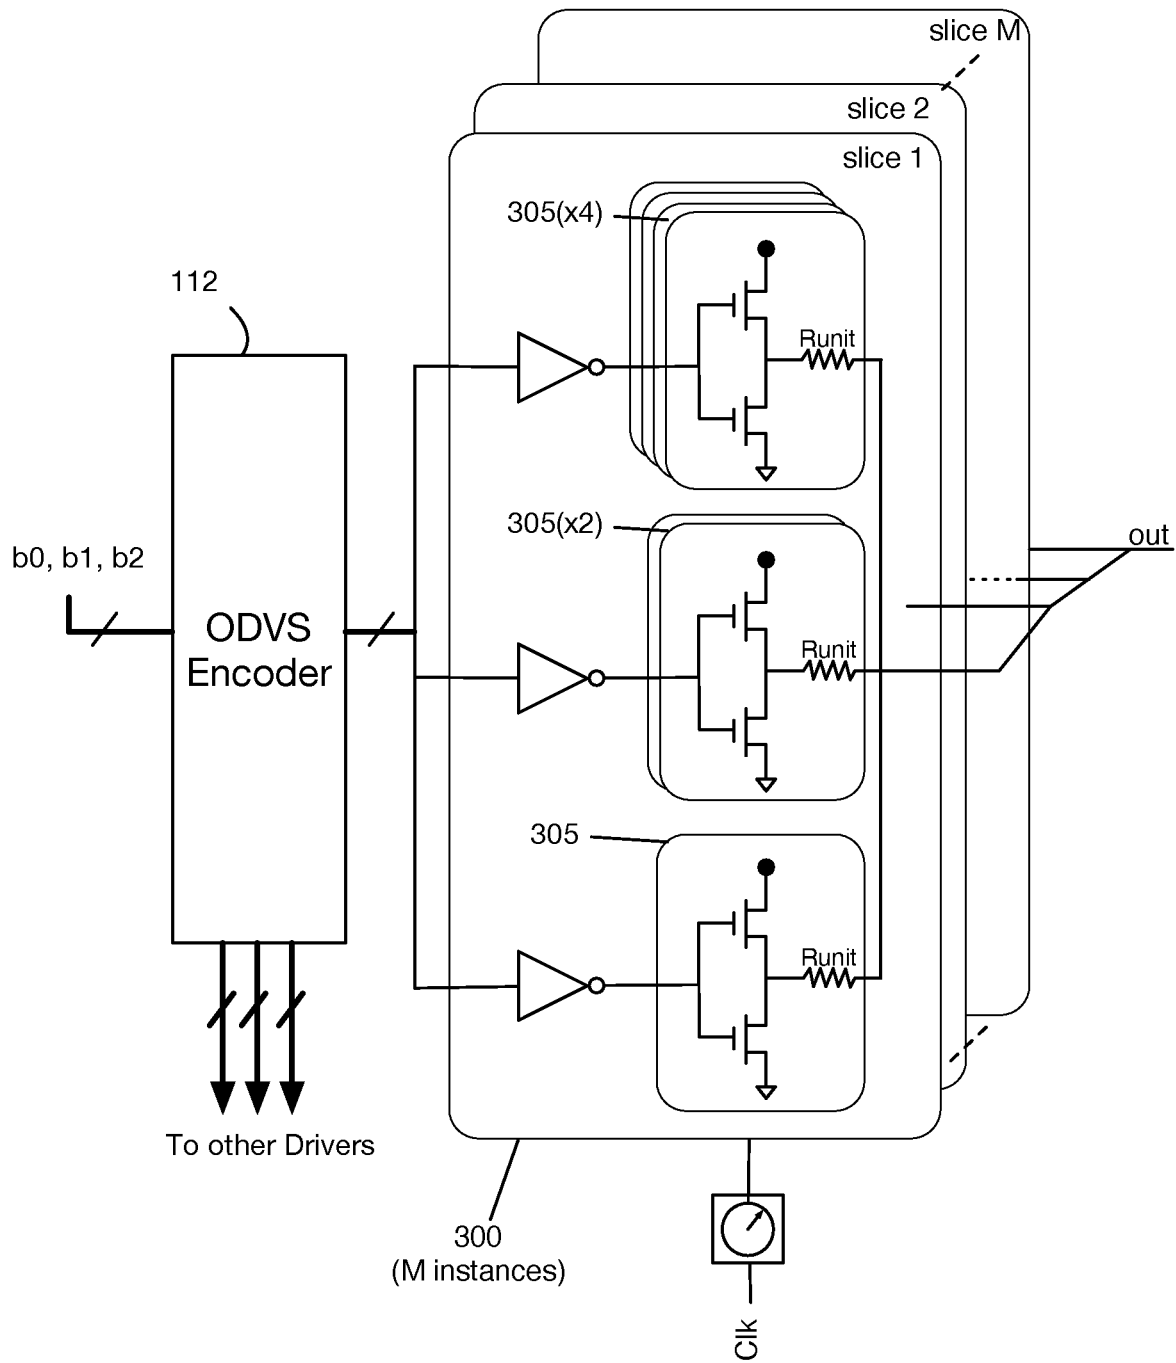 slice M
slice 2
slice 1
305(x4)
112
Runit
305(x2)
out
b0, b1, b2
ODVS
Encoder
Runit
305
Runit
To other Drivers
300
(M instances)
Clk